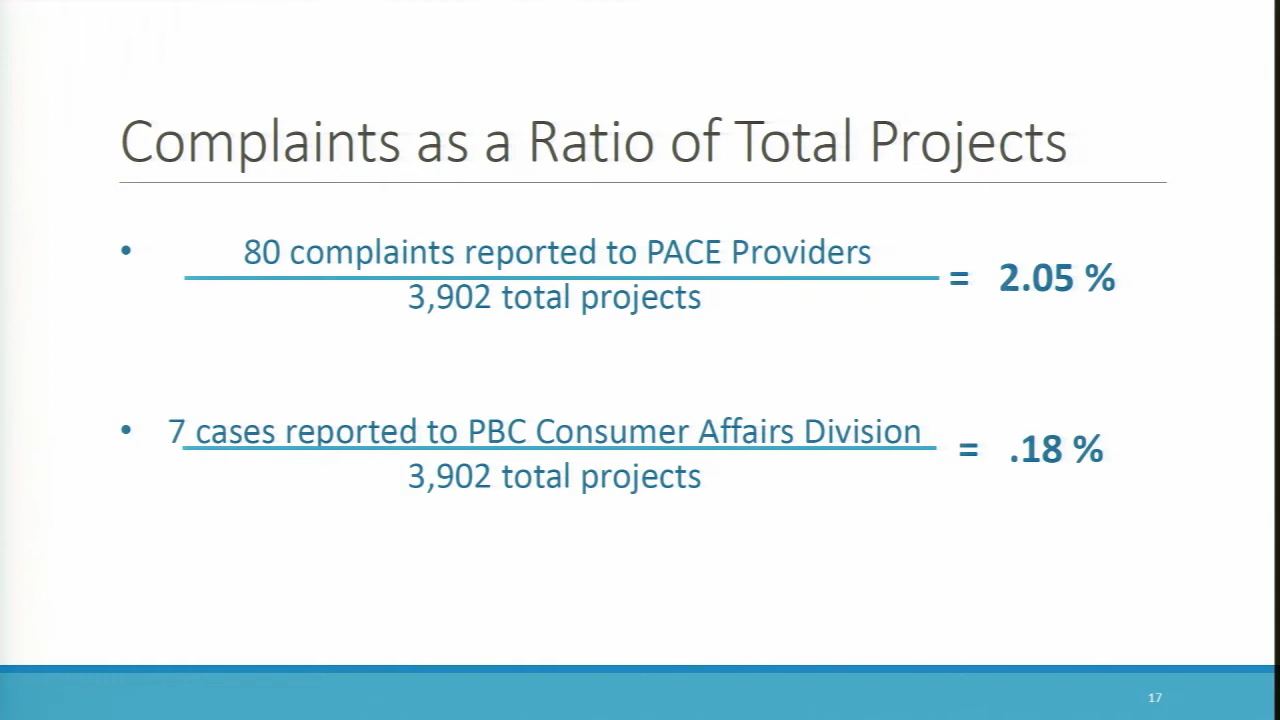 Complaints as a Ratio of Total Projects
• 80 complaints reported to PACE Providers
3,902 total projects
= 2.05 %
• 7 cases reported to PBC Consumer Affairs Division
3,902 total projects
= .18 %
17